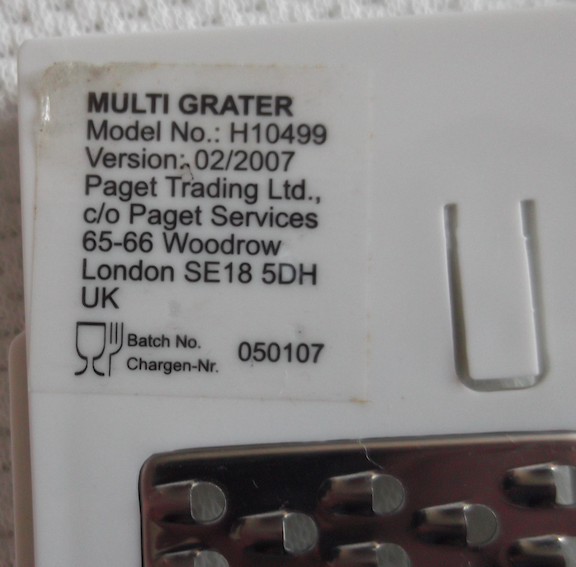 MULTI GRATER
Model No.: H10499
Version: 02/2007
Paget Trading Ltd.,
c/o Paget Services
65-66 Woodrow
London SE18 5DH
UK
Batch No.
Chargen-Nr. 050107